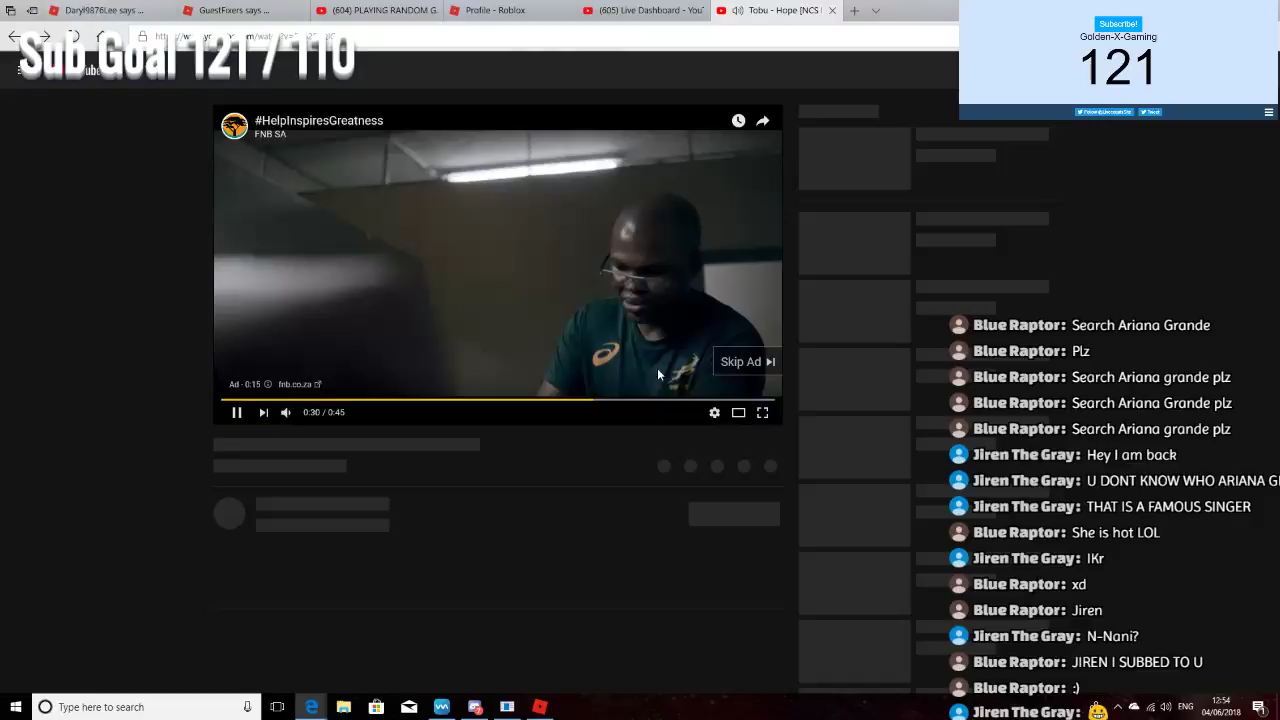 Dary19876Lee says ...
GuestFixers says ...
(604) PLAYING RANDOM G.
Profile - Roblox
(605) Live Dashboard - You
Tobu - Hope [NCS
Sub Goal 121 / 110
Subscribe!
Golden-X-Gaming
121
Tweet
#HelpInspiresGreatness
FNB SA
Skip Ad
Ad · 0:15
fnb.co.za
0:30 / 0:45
Blue Raptor: Search Ariana Grande
Blue Raptor: Plz
Blue Raptor: Search Ariana grande plz
Blue Raptor: Search Ariana Grande plz
Blue Raptor: Search Ariana grande plz
Jiren The Gray: Hey I am back
Jiren The Gray: U DONT KNOW WHO ARIANA G
Jiren The Gray: THAT IS A FAMOUS SINGER
Blue Raptor: She is hot LOL
Jiren The Gray: IKr
Blue Raptor: xd
Blue Raptor: Jiren
Jiren The Gray: N-Nani?
Blue Raptor: JIREN I SUBBED TO U
Blue Raptor: :)
Jiren The Gray:
Type here to search
ENG
12:54
04/06/2018